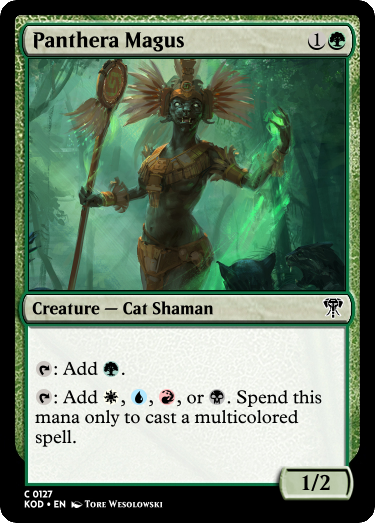 Panthera Magus 1
Creature — Cat Shaman
: Add .
: Add , , , or . Spend this
mana only to cast a multicolored
spell.
1/2
C 0127
KOD • EN Tore Wesolowski